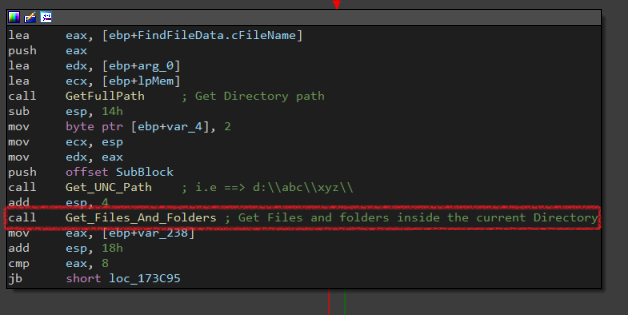 lea     eax, [ebp+FindFileData.cFileName]
push    eax
lea     edx, [ebp+arg_0]
lea     ecx, [ebp+lpMem]
call    GetFullPath     ; Get Directory path
sub     esp, 14h
mov     byte ptr [ebp+var_4], 2
mov     ecx, esp
mov     edx, eax
push    offset SubBlock
call    Get_UNC_Path    ; i.e ==> d:\\abc\\xyz\\
add     esp, 4
call    Get_Files_And_Folders ; Get Files and folders inside the current Directory
mov     eax, [ebp+var_238]
add     esp, 18h
cmp     eax, 8
jb      short loc_173C95